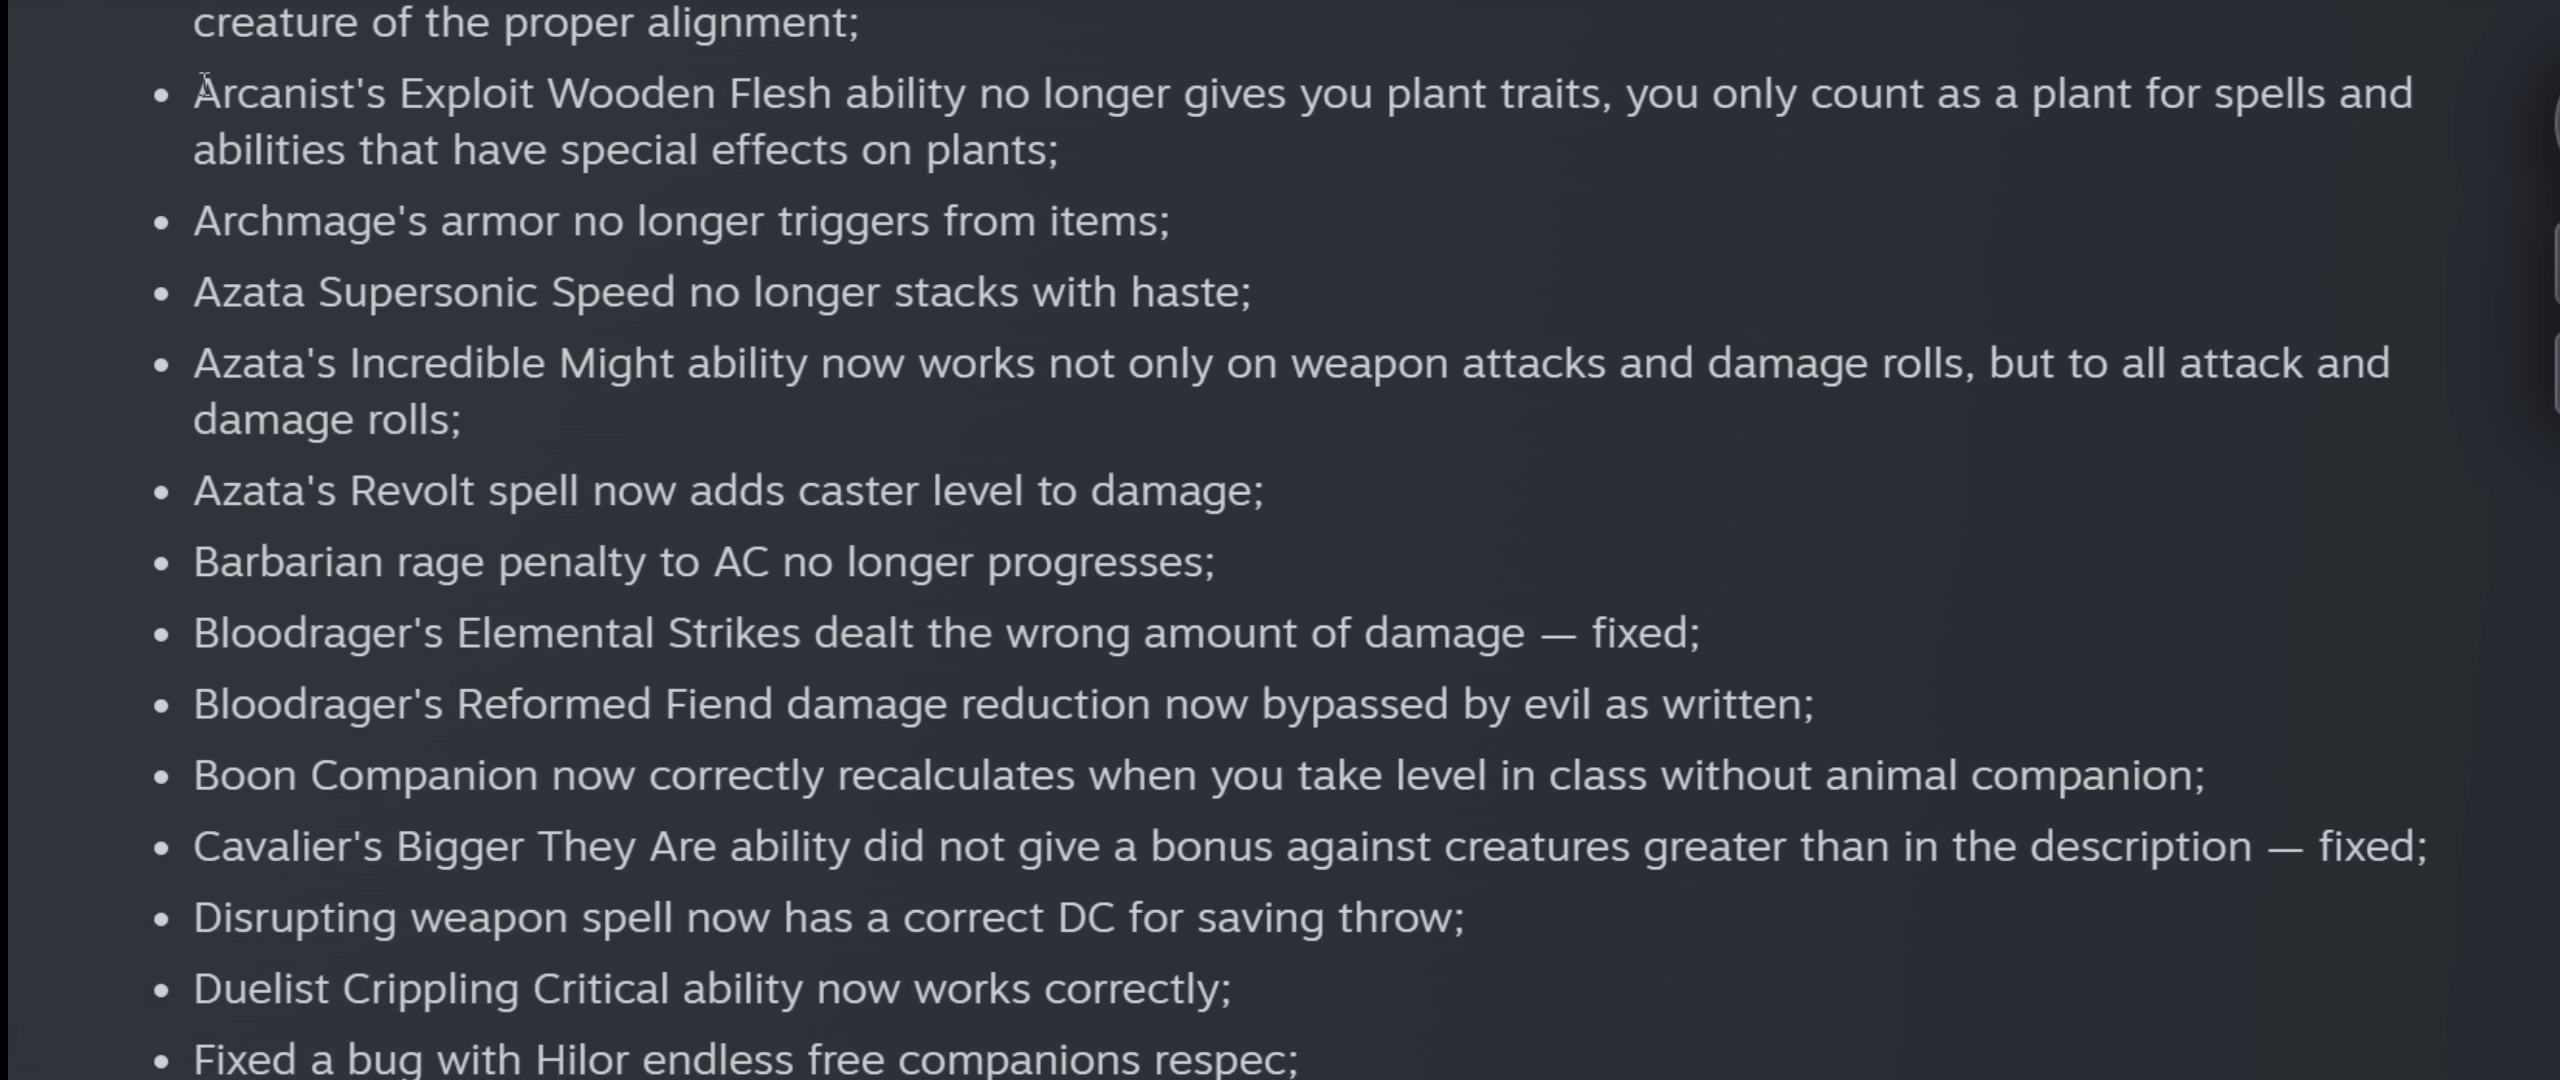 creature of the proper alignment;
• Arcanist's Exploit Wooden Flesh ability no longer gives you plant traits, you only count as a plant for spells and
abilities that have special effects on plants;
• Archmage's armor no longer triggers from items;
• Azata Supersonic Speed no longer stacks with haste;
• Azata's Incredible Might ability now works not only on weapon attacks and damage rolls, but to all attack and
damage rolls;
• Azata's Revolt spell now adds caster level to damage;
• Barbarian rage penalty to AC no longer progresses;
• Bloodrager's Elemental Strikes dealt the wrong amount of damage — fixed;
• Bloodrager's Reformed Fiend damage reduction now bypassed by evil as written;
• Boon Companion now correctly recalculates when you take level in class without animal companion;
• Cavalier's Bigger They Are ability did not give a bonus against creatures greater than in the description — fixed;
• Disrupting weapon spell now has a correct DC for saving throw;
• Duelist Crippling Critical ability now works correctly;
• Fixed a bug with Hilor endless free companions respec;